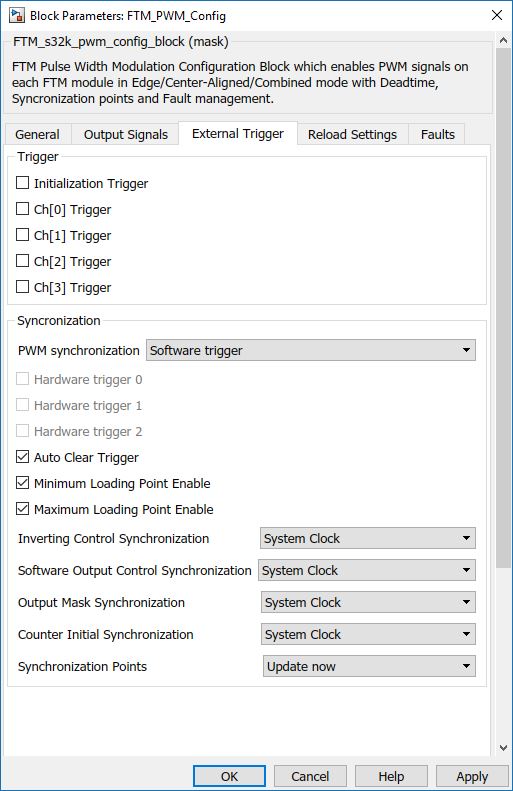 Block Parameters: FTM_PWM_Config
FTM_s32k_pwm_config_block (mask)
FTM Pulse Width Modulation Configuration Block which enables PWM signals on
each FTM module in Edge/Center-Aligned/Combined mode with Deadtime,
Syncronization points and Fault management.
General Output Signals External Trigger Reload Settings Faults
Trigger
Initialization Trigger
Ch[0] Trigger
Ch[1] Trigger
Ch[2] Trigger
Ch[3] Trigger
Syncronization
PWM synchronization Software trigger
Hardware trigger 0
Hardware trigger 1
Hardware trigger 2
Auto Clear Trigger
Minimum Loading Point Enable
Maximum Loading Point Enable
Inverting Control Synchronization System Clock
Software Output Control Synchronization System Clock
Output Mask Synchronization System Clock
Counter Initial Synchronization System Clock
Synchronization Points Update now
OK Cancel Help Apply